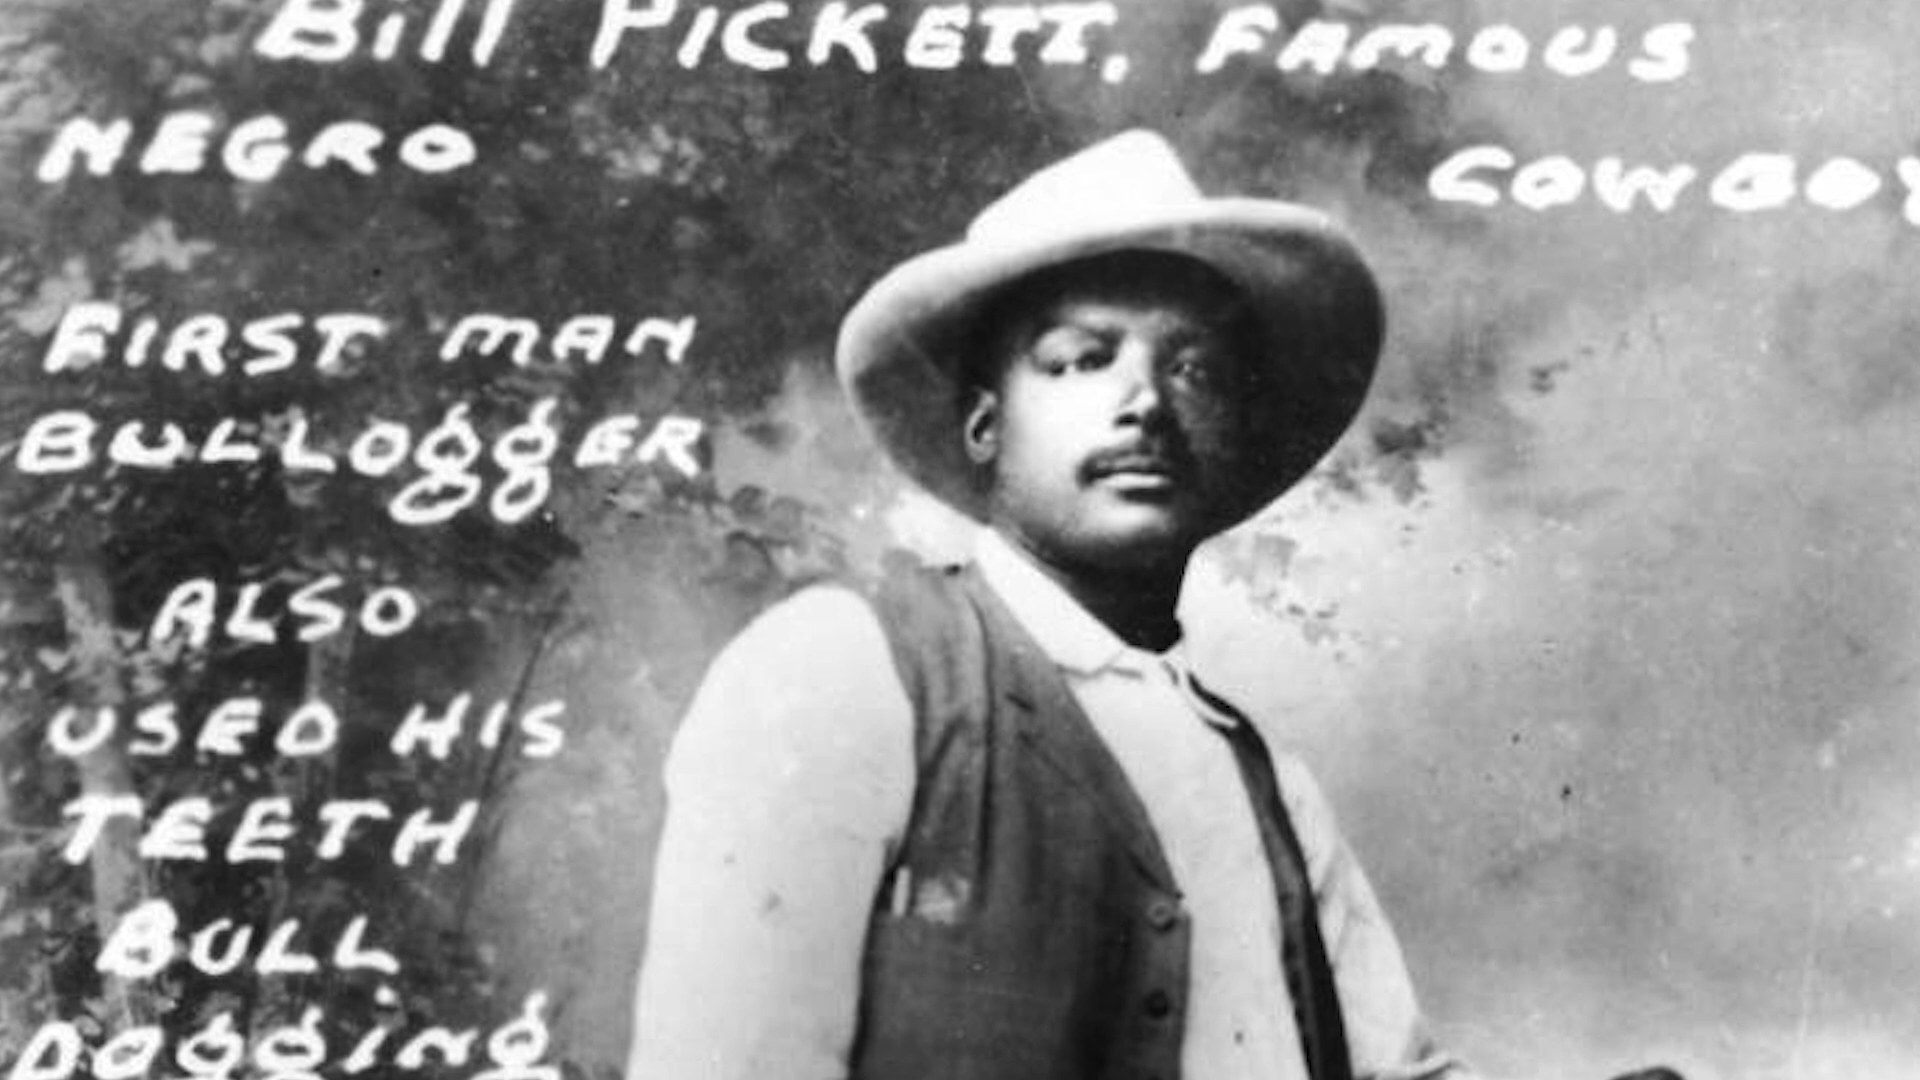 Bill PICKETT, FAMOUS
NEGRO COWBOY
FIRST MAN
BULLOggER
ALSO
USED HIS
TEETH
BULL
DOggiNg